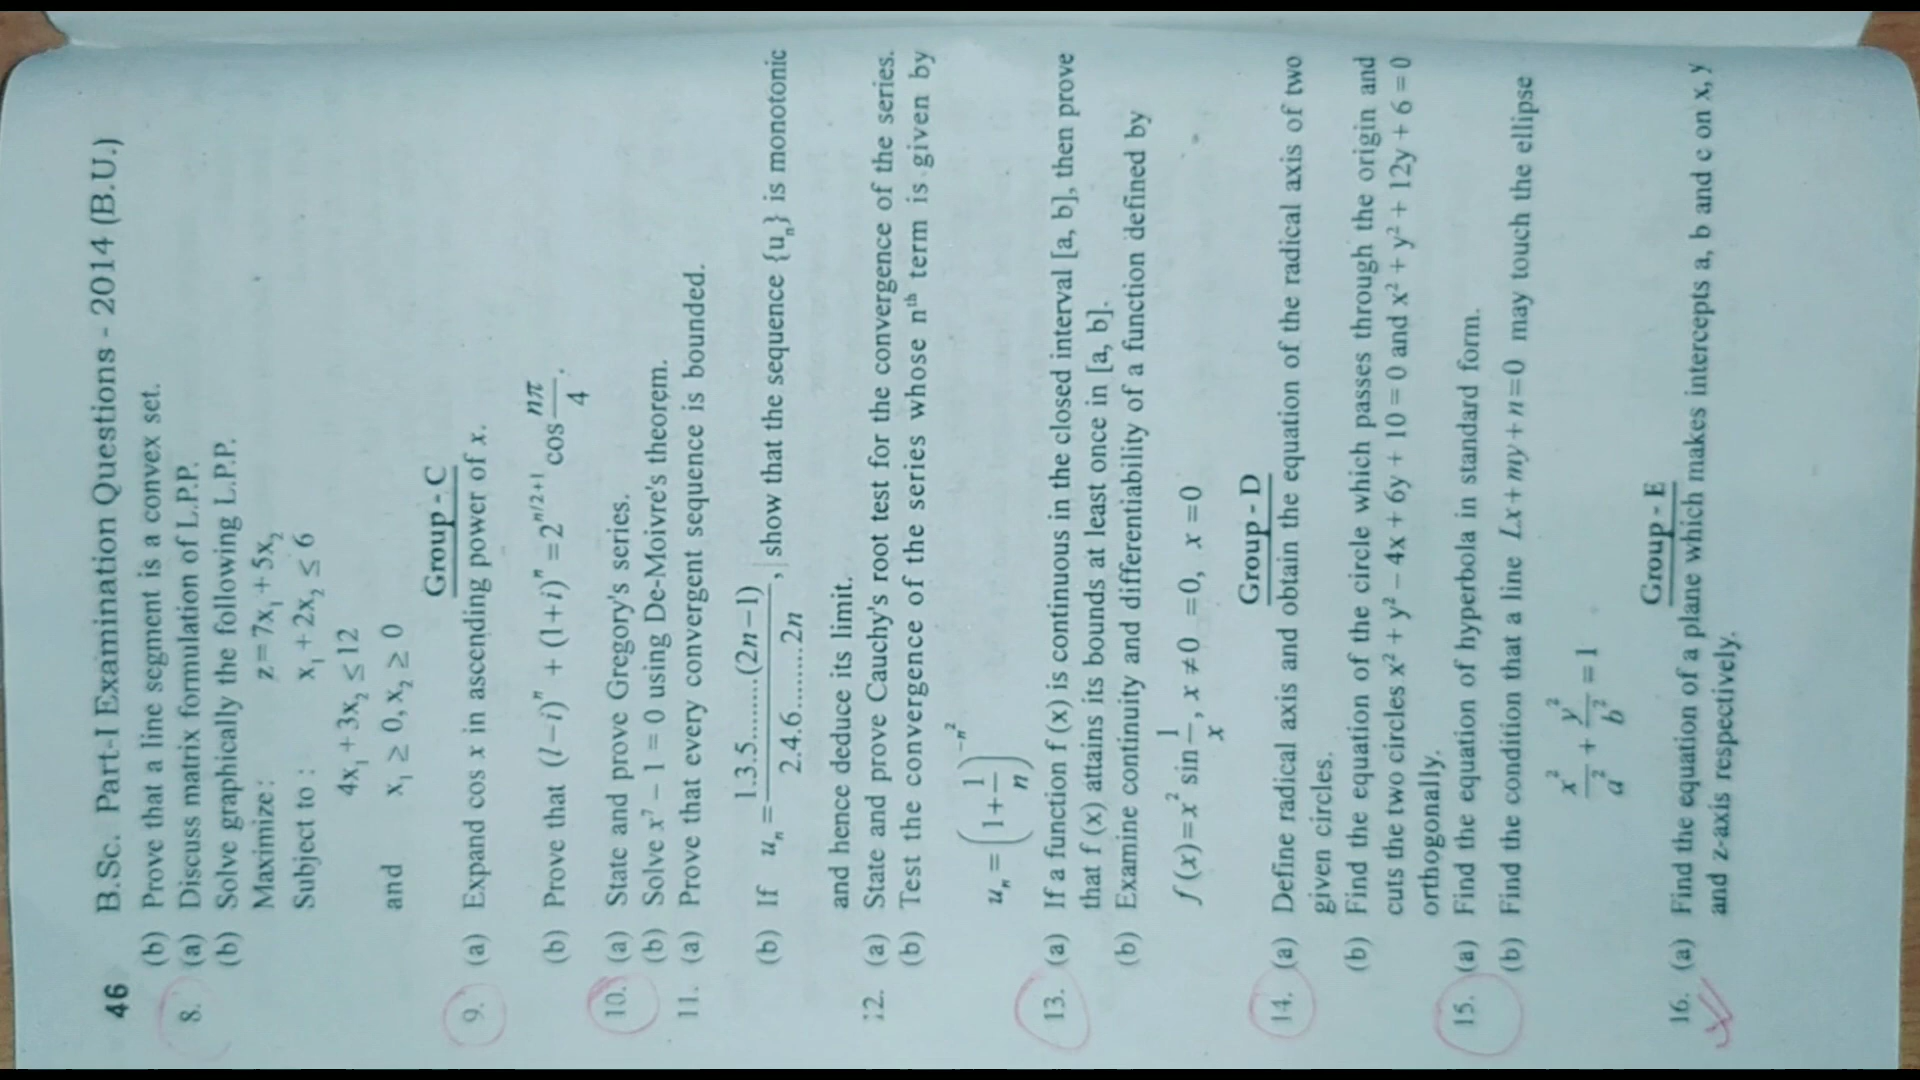 46 B.Sc. Part-I Examination Questions - 2014 (B.U.)
(b) Prove that a line segment is a convex set.
8. (a) Discuss matrix formulation of L.P.P.
(b) Solve graphically the following L.P.P.
Maximize : z=7x₁+5x₂
Subject to : x₁+2x₂ ≤ 6
4x₁+3x₂ ≤ 12
and x₁ ≥ 0, x₂ ≥ 0
Group - C
9. (a) Expand cos x in ascending power of x.
(b) Prove that (l-i)ⁿ + (1+i)ⁿ = 2^(n/2+1) cos nπ/4.
10. (a) State and prove Gregory's series.
(b) Solve x⁷ – 1 = 0 using De-Moivre's theorem.
11. (a) Prove that every convergent sequence is bounded.
(b) If uₙ = 1.3.5.........(2n-1) / 2.4.6.........2n, show that the sequence {uₙ} is monotonic
and hence deduce its limit.
12. (a) State and prove Cauchy's root test for the convergence of the series.
(b) Test the convergence of the series whose nᵗʰ term is given by
uₙ = (1+1/n)^(-n²)
13. (a) If a function f (x) is continuous in the closed interval [a, b], then prove
that f (x) attains its bounds at least once in [a, b].
(b) Examine continuity and differentiability of a function defined by
f(x)=x² sin 1/x, x≠0 =0, x=0
Group - D
14. (a) Define radical axis and obtain the equation of the radical axis of two
given circles.
(b) Find the equation of the circle which passes through the origin and
cuts the two circles x² + y² – 4x + 6y + 10 = 0 and x² + y² + 12y + 6 = 0
orthogonally.
15. (a) Find the equation of hyperbola in standard form.
(b) Find the condition that a line Lx+my+n=0 may touch the ellipse
x²/a² + y²/b² = 1
Group - E
16. (a) Find the equation of a plane which makes intercepts a, b and c on x, y
and z-axis respectively.